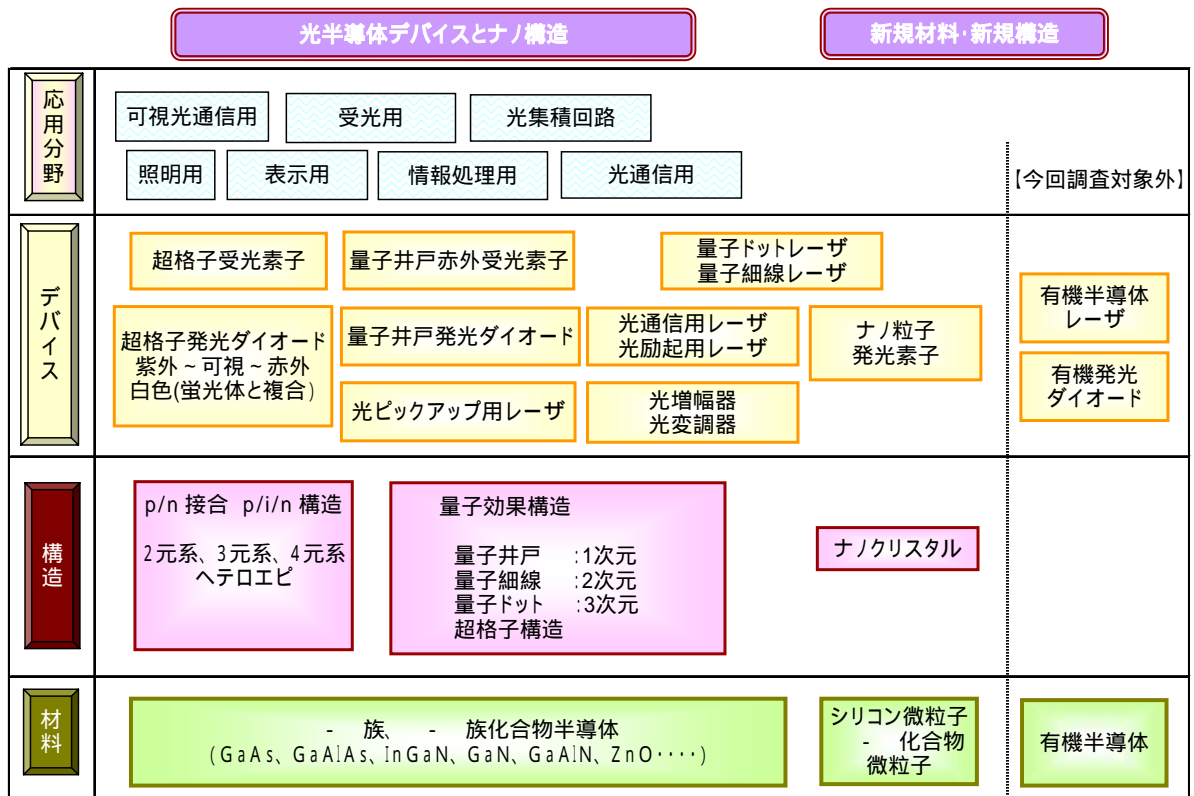 光半導体デバイスとナノ構造
新規材料・新規構造
応用分野
可視光通信用
受光用
光集積回路
照明用
表示用
情報処理用
光通信用
【今回調査対象外】
デバイス
超格子受光素子
量子井戸赤外受光素子
量子ドットレーザ
量子細線レーザ
超格子発光ダイオード
紫外~可視~赤外
白色(蛍光体と複合)
量子井戸発光ダイオード
光通信用レーザ
光励起用レーザ
ナノ粒子
発光素子
有機半導体
レーザ
光ピックアップ用レーザ
光増幅器
光変調器
有機発光
ダイオード
構造
p/n 接合 p/i/n 構造
2元系、3元系、4元系
ヘテロエピ
量子効果構造
量子井戸 :1次元
量子細線 :2次元
量子ドット :3次元
超格子構造
ナノクリスタル
材料
- 族、 - 族化合物半導体
(GaAs、GaAlAs、InGaN、GaN、GaAlN、ZnO････)
シリコン微粒子
- 化合物
微粒子
有機半導体